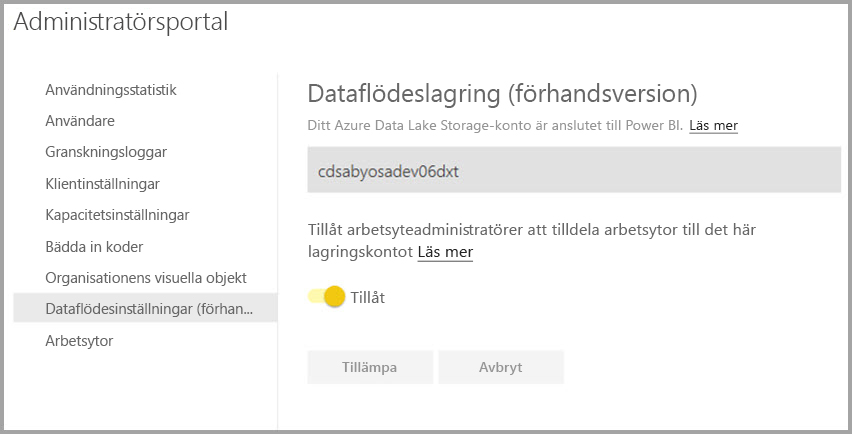 Administratörsportal
Användningsstatistik
Användare
Granskningsloggar
Klientinställningar
Kapacitetsinställningar
Bädda in koder
Organisationens visuella objekt
Dataflödesinställningar (förhan...
Arbetsytor
Dataflödeslagring (förhandsversion)
Ditt Azure Data Lake Storage-konto är anslutet till Power BI. Läs mer
cdsabyosadev06dxt
Tillåt arbetsyteadministratörer att tilldela arbetsytor till det här
lagringskontot Läs mer
Tillåt
Tillämpa Avbryt